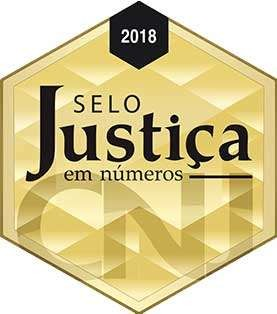 2018
SELO
Justiça
em números
CNJ